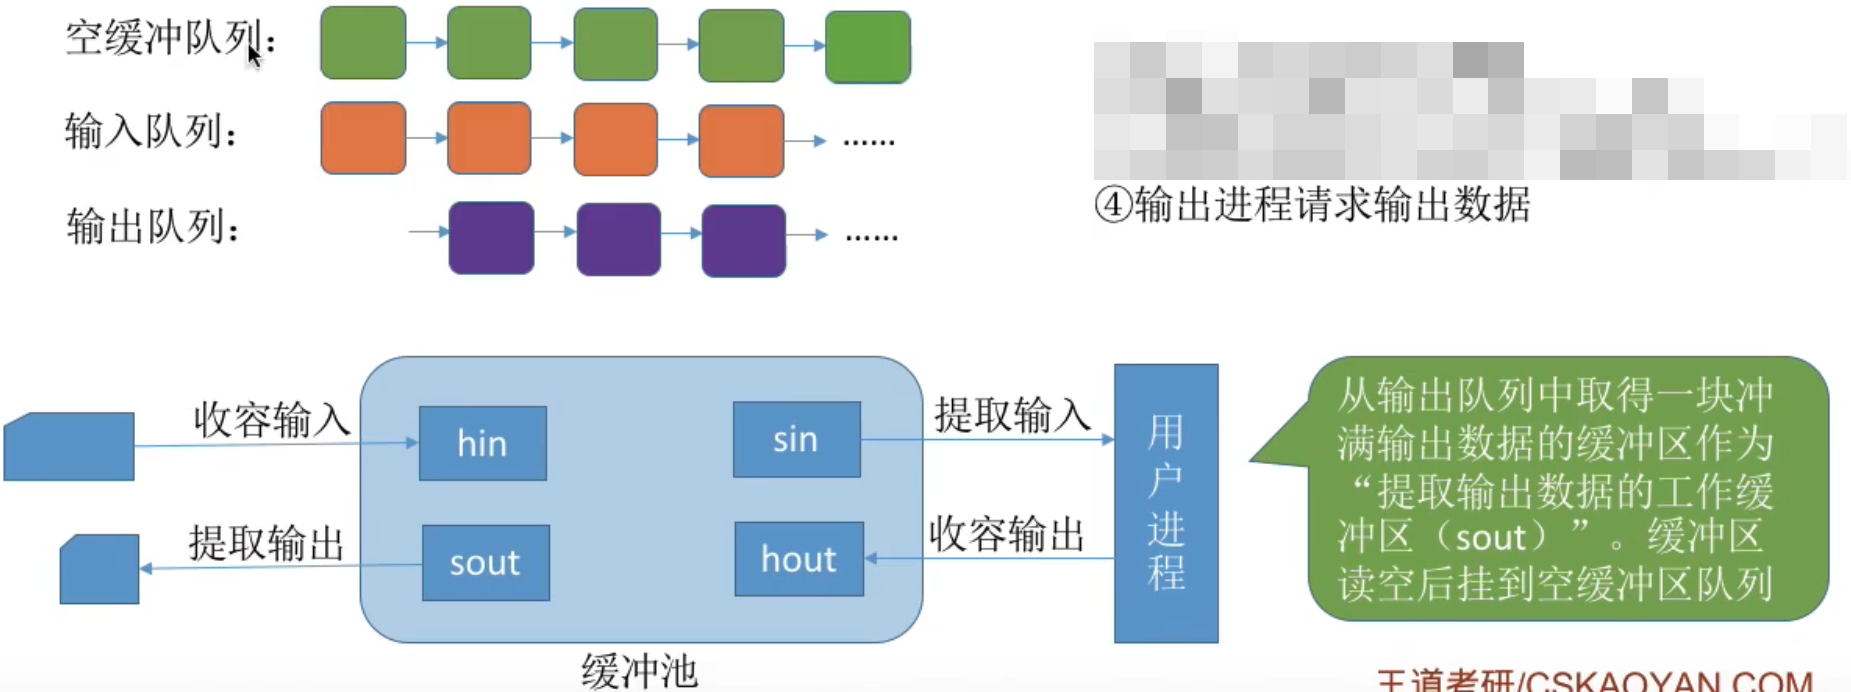 空缓冲队列：
输入队列：
输出队列：
......
......
④输出进程请求输出数据
收容输入
hin
sin
提取输入
提取输出
sout
hout
收容输出
用户进程
缓冲池
从输出队列中取得一块冲
满输出数据的缓冲区作为
“提取输出数据的工作缓
冲区（sout）”。缓冲区
读空后挂到空缓冲区队列
王道考研/CSKAOYAN.COM